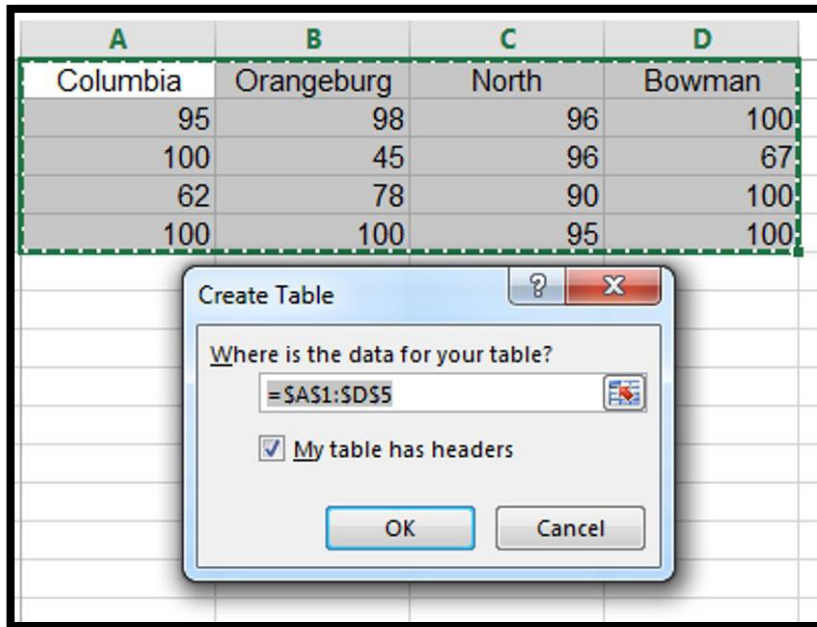 A B C D
Columbia Orangeburg North Bowman
95 98 96 100
100 45 96 67
62 78 90 100
100 100 95 100
Create Table
?
Where is the data for your table?
=$A$1:$D$5
My table has headers
OK Cancel